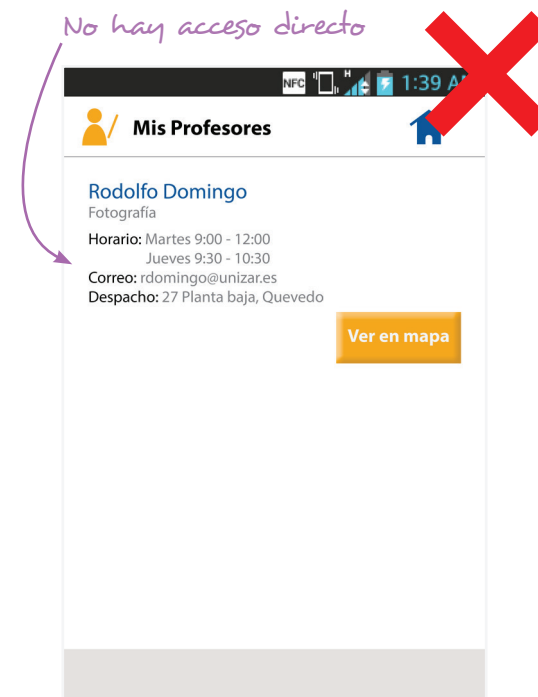 No hay acceso directo
NFC H 1:39 A
Mis Profesores
Rodolfo Domingo
Fotografía
Horario: Martes 9:00 - 12:00
Jueves 9:30 - 10:30
Correo: rdomingo@unizar.es
Despacho: 27 Planta baja, Quevedo
Ver en mapa